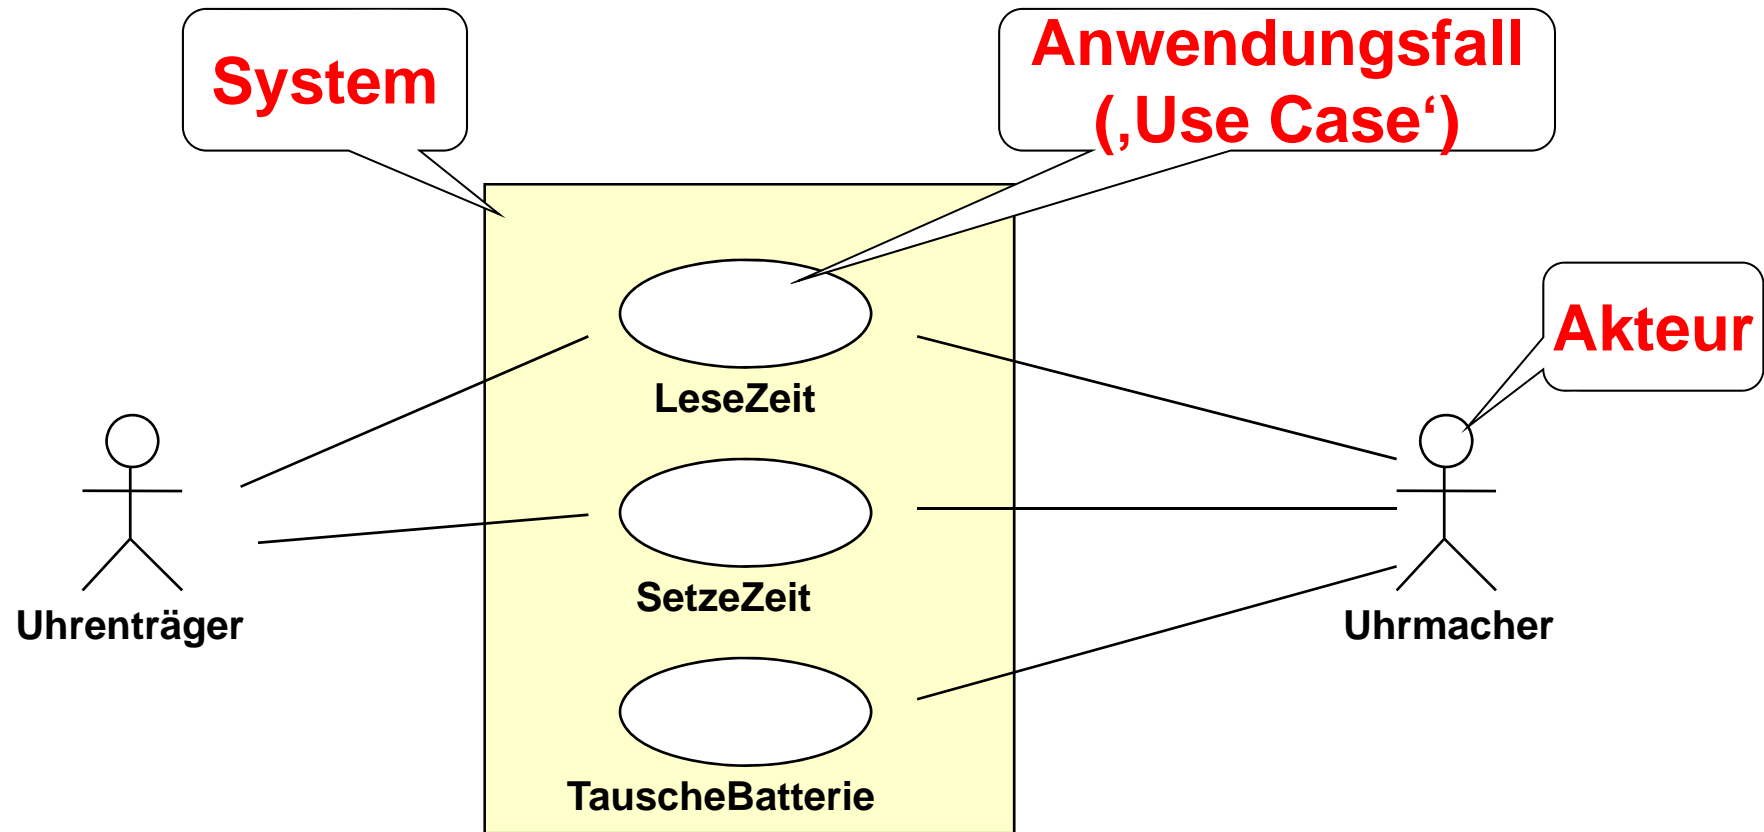 System
Anwendungsfall
(‚Use Case‘)
Akteur
LeseZeit
SetzeZeit
Uhrenträger
Uhrmacher
TauscheBatterie